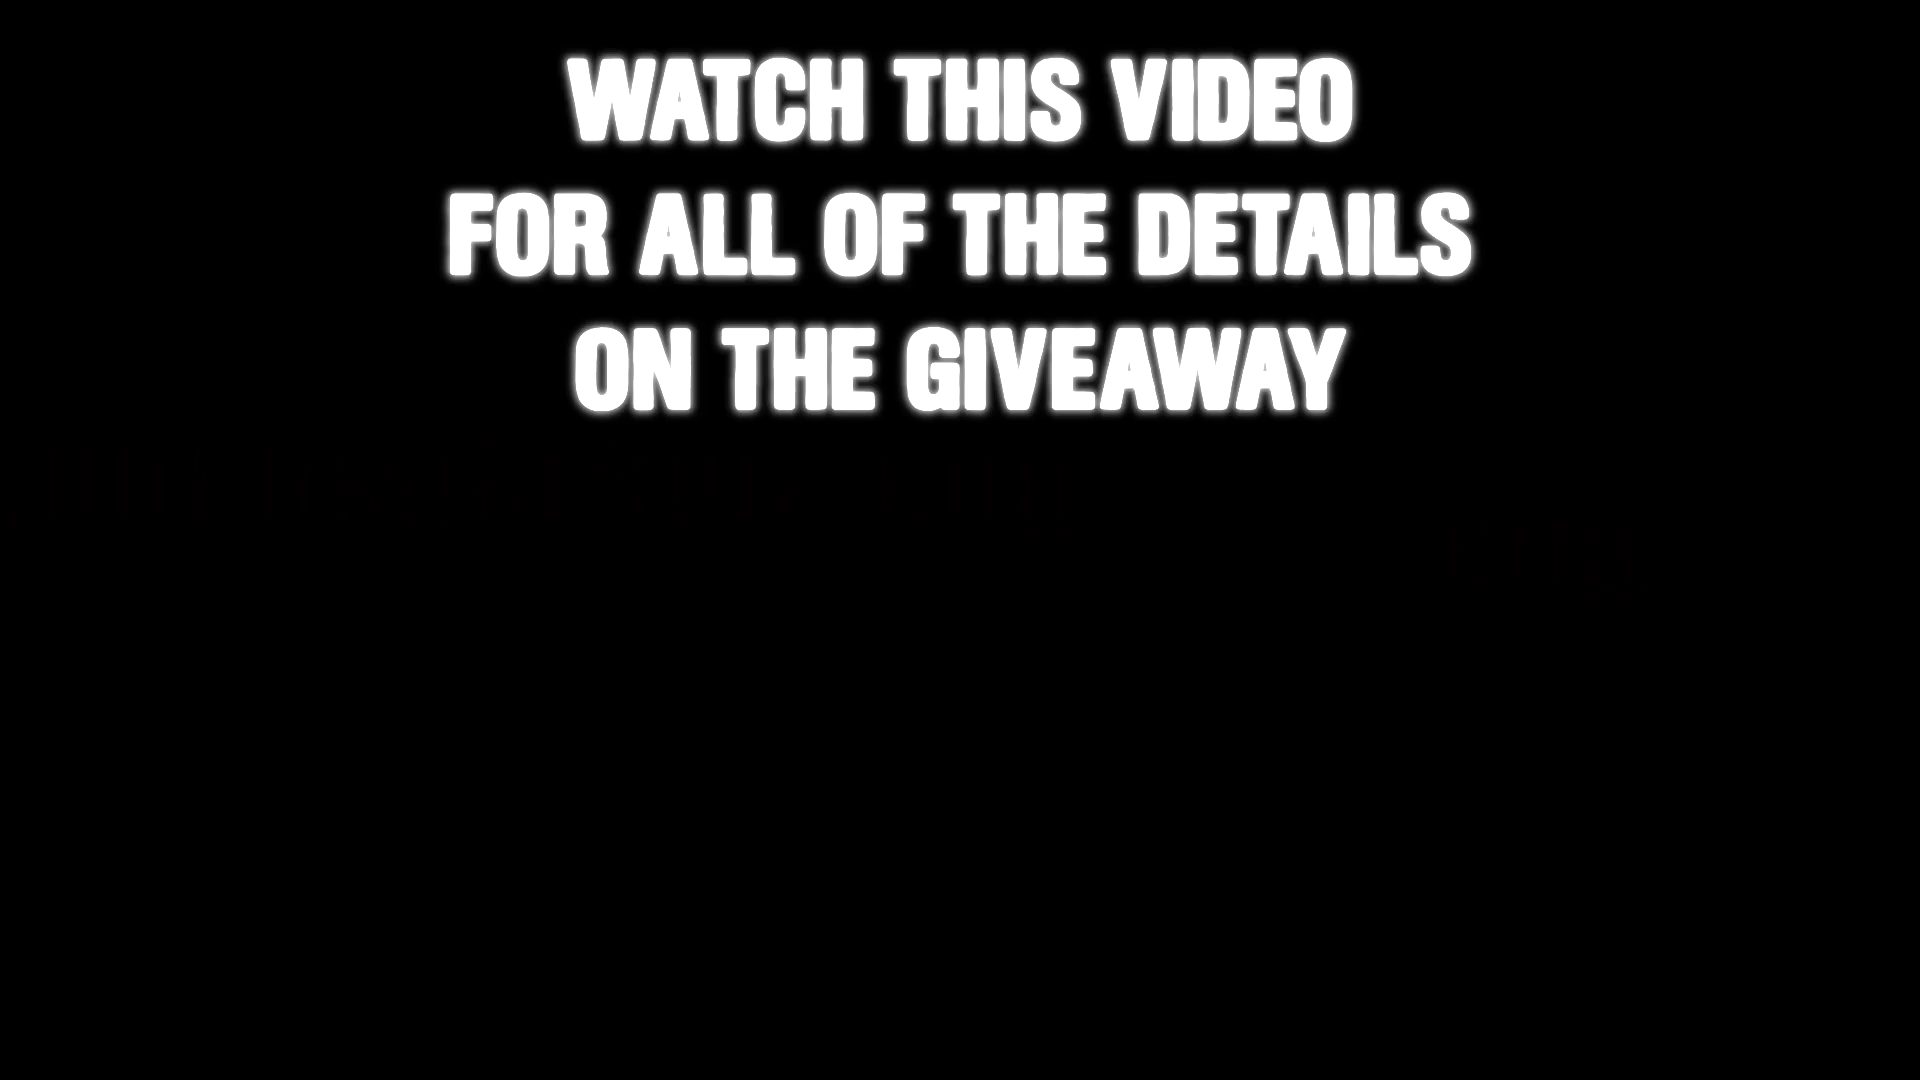 WATCH THIS VIDEO
FOR ALL OF THE DETAILS
ON THE GIVEAWAY